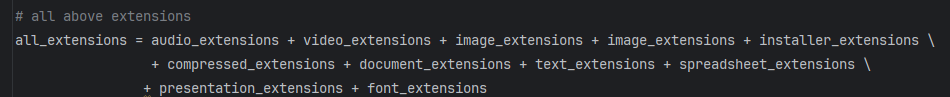 # all above extensions
all_extensions = audio_extensions + video_extensions + image_extensions + image_extensions + installer_extensions \
+ compressed_extensions + document_extensions + text_extensions + spreadsheet_extensions \
+ presentation_extensions + font_extensions